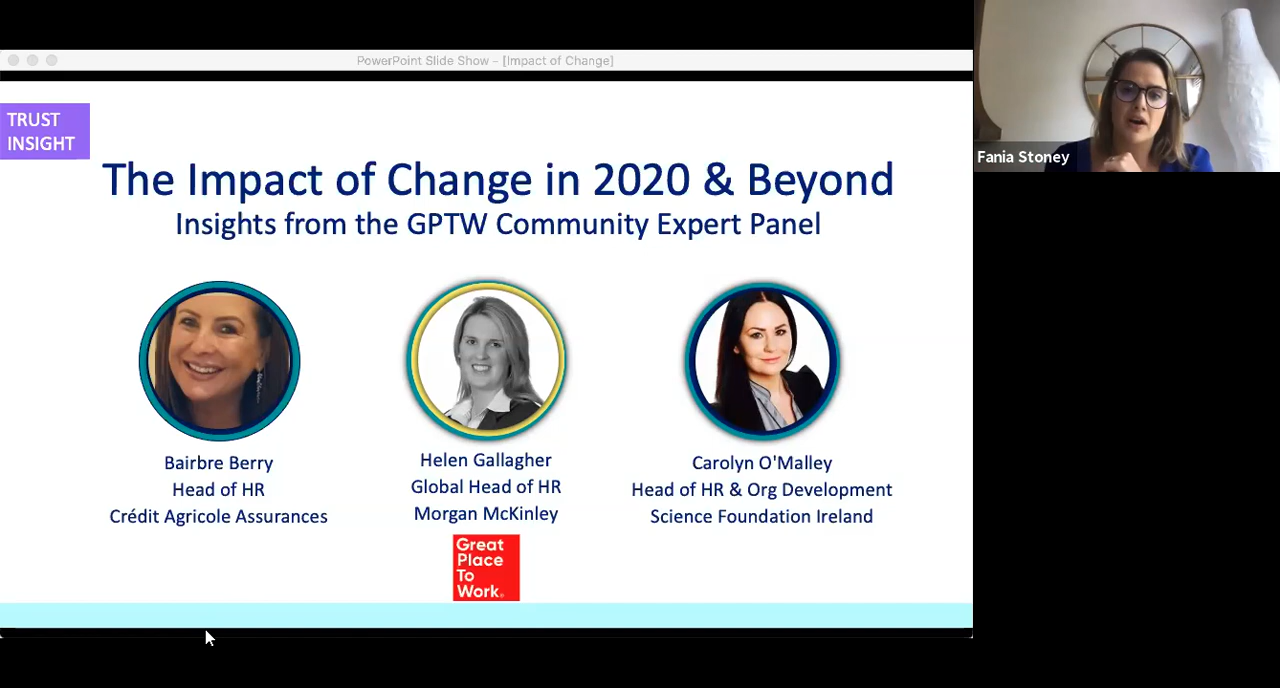 PowerPoint Slide Show – [Impact of Change]
TRUST
INSIGHT
The Impact of Change in 2020 & Beyond
Insights from the GPTW Community Expert Panel
Bairbre Berry
Head of HR
Crédit Agricole Assurances
Helen Gallagher
Global Head of HR
Morgan McKinley
Carolyn O'Malley
Head of HR & Org Development
Science Foundation Ireland
Great
Place
To
Work®
Fania Stoney